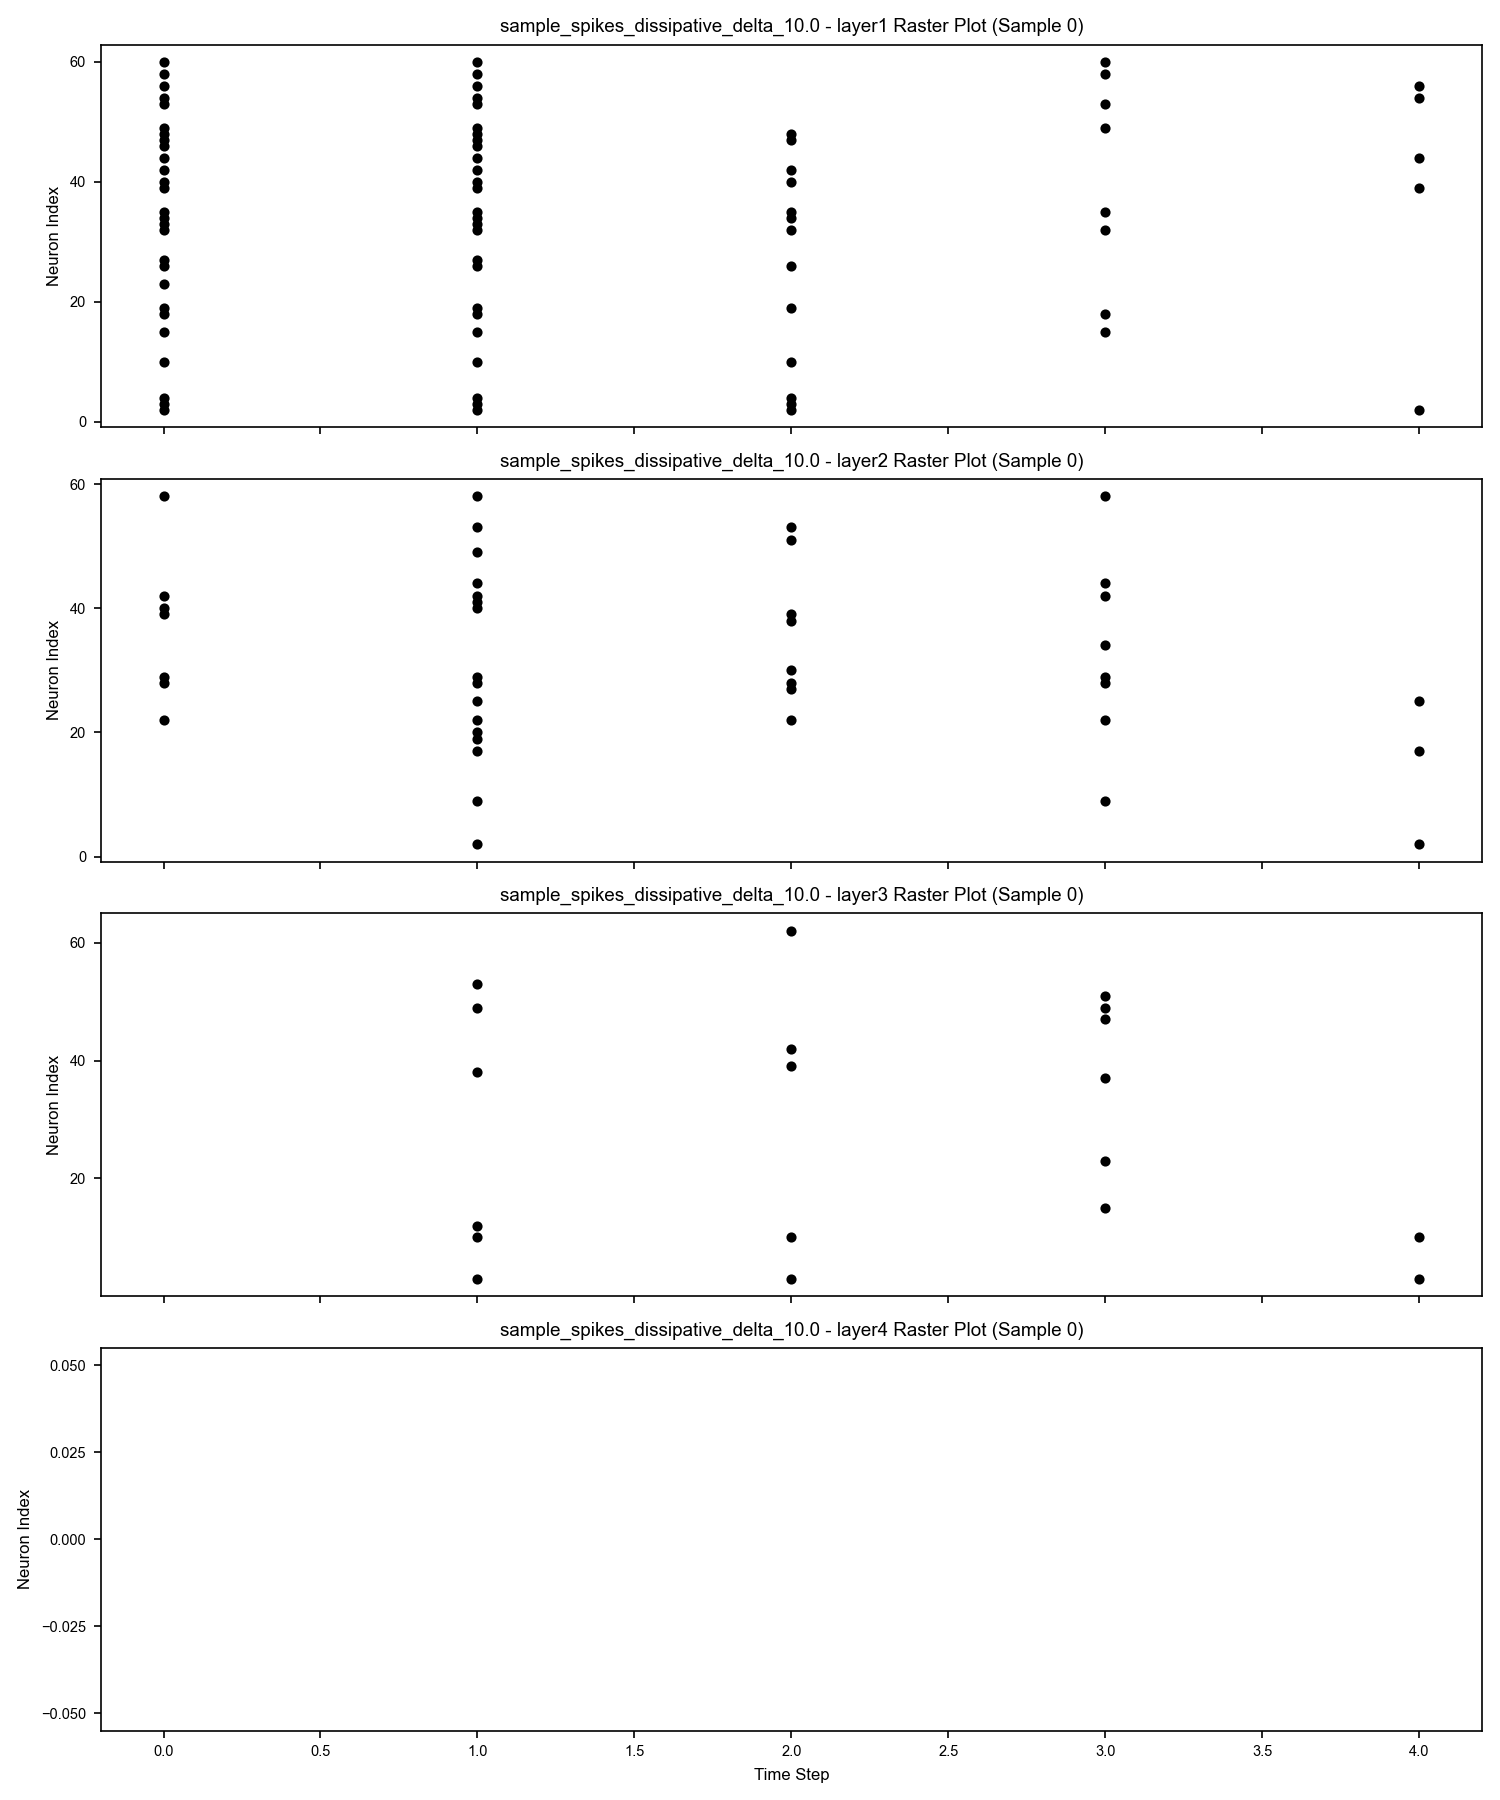 sample_spikes_dissipative_delta_10.0 - layer1 Raster Plot (Sample 0)
60
40
20
0
Neuron Index
sample_spikes_dissipative_delta_10.0 - layer2 Raster Plot (Sample 0)
60
40
20
0
Neuron Index
sample_spikes_dissipative_delta_10.0 - layer3 Raster Plot (Sample 0)
60
40
20
Neuron Index
sample_spikes_dissipative_delta_10.0 - layer4 Raster Plot (Sample 0)
0.050
0.025
0.000
−0.025
−0.050
Neuron Index
0.0 0.5 1.0 1.5 2.0 2.5 3.0 3.5 4.0
Time Step